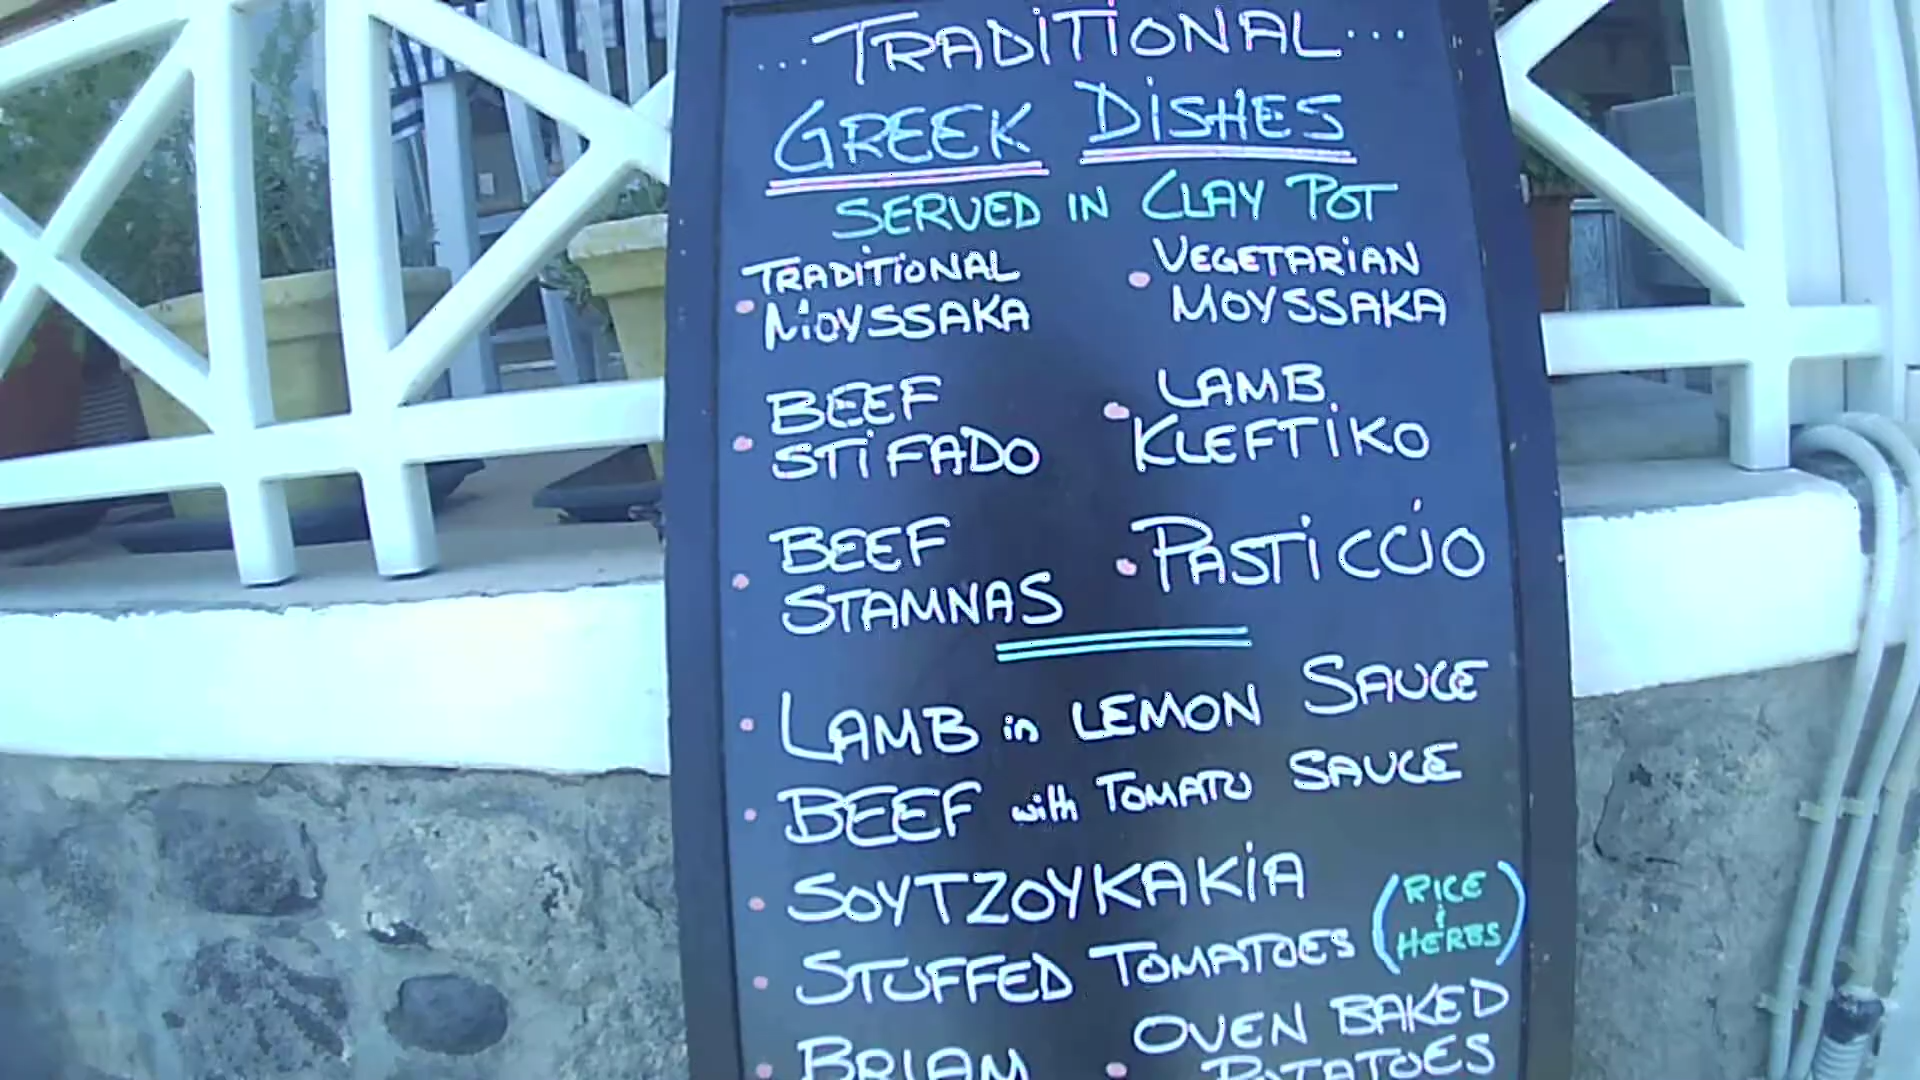 ... TRADITIONAL ...
GREEK DISHES
SERVED IN CLAY POT
• TRADITIONAL
MOYSSAKA
• VEGETARIAN
MOYSSAKA
• BEEF
STIFADO
• LAMB
KLEFTIKO
• BEEF
STAMNAS
• PASTICCIO
• LAMB in LEMON SAUCE
• BEEF with TOMATO SAUCE
• SOYTZOYKAKIA
• STUFFED TOMATOES (RICE & HERBS)
• BRIAM
• OVEN BAKED
POTATOES